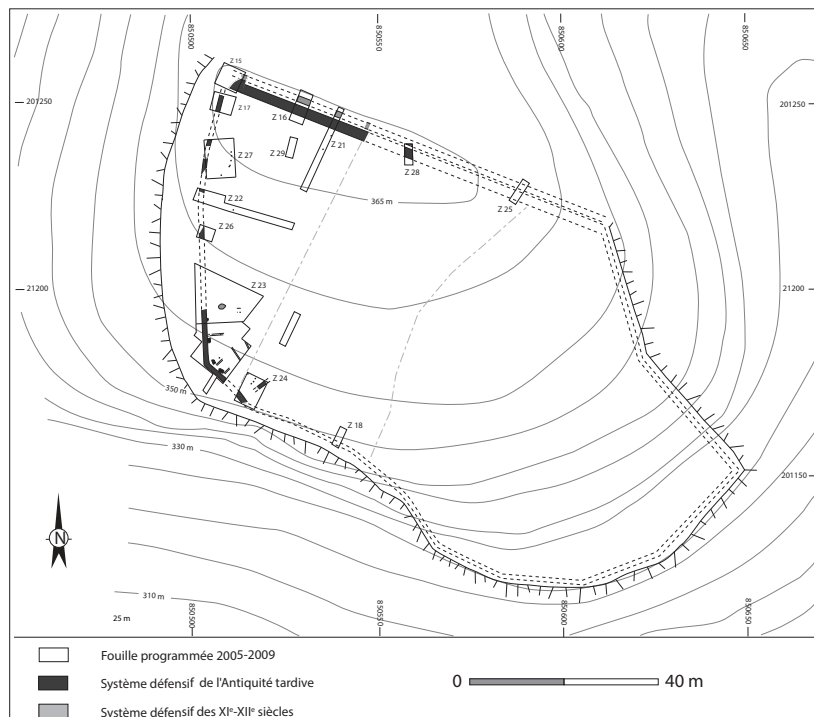 850500
850550
850600
850650
201250
201250
Z 15
Z 17
Z 16
Z 21
Z 29
Z 27
Z 28
Z 25
Z 22
365 m
Z 26
21200
21200
Z 23
Z 24
350 m
Z 18
330 m
201150
N
310 m
25 m
850500
850550
850600
850650
Fouille programmée 2005-2009
Système défensif de l'Antiquité tardive
0 40 m
Système défensif des XIe-XIIe siècles